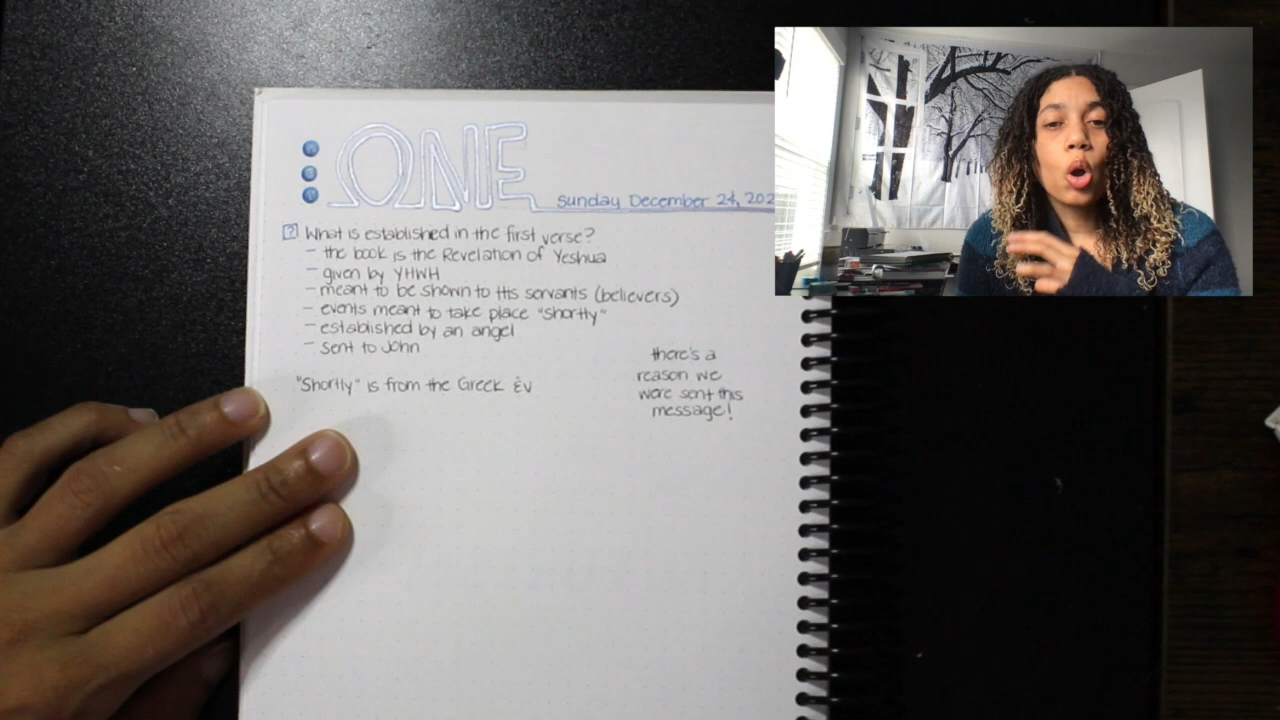 ONE
Sunday December 24, 202
? What is established in the first verse?
– the book is the Revelation of Yeshua
– given by YHWH
– meant to be shown to His servants (believers)
– events meant to take place "shortly"
– established by an angel
– sent to John
"Shortly" is from the Greek ἐν
there's a
reason we
were sent this
message!